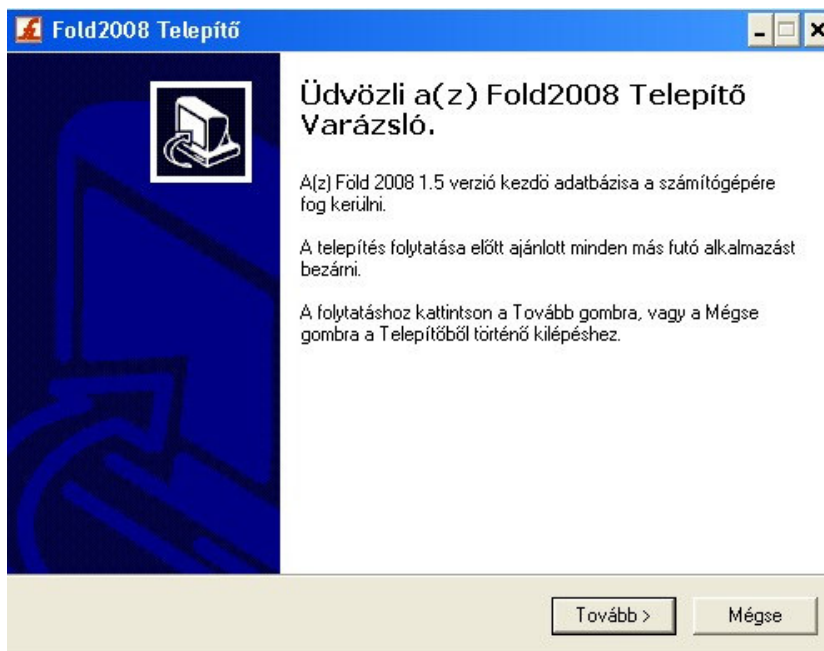 Fold2008 Telepítő
Üdvözli a(z) Fold2008 Telepítő
Varázsló.
A(z) Föld 2008 1.5 verzió kezdö adatbázisa a számítógépére
fog kerülni.
A telepítés folytatása előtt ajánlott minden más futó alkalmazást
bezárni.
A folytatáshoz kattintson a Tovább gombra, vagy a Mégse
gombra a Telepítőből történő kilépéshez.
Tovább >
Mégse